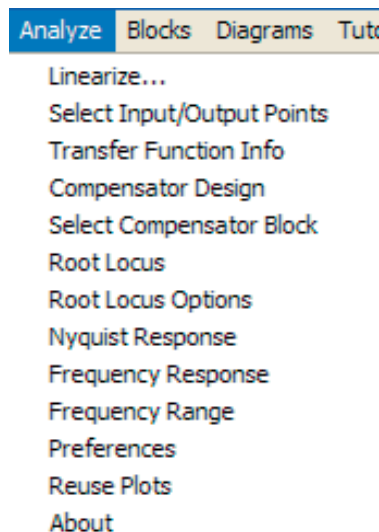 Analyze Blocks Diagrams
Linearize...
Select Input/Output Points
Transfer Function Info
Compensator Design
Select Compensator Block
Root Locus
Root Locus Options
Nyquist Response
Frequency Response
Frequency Range
Preferences
Reuse Plots
About